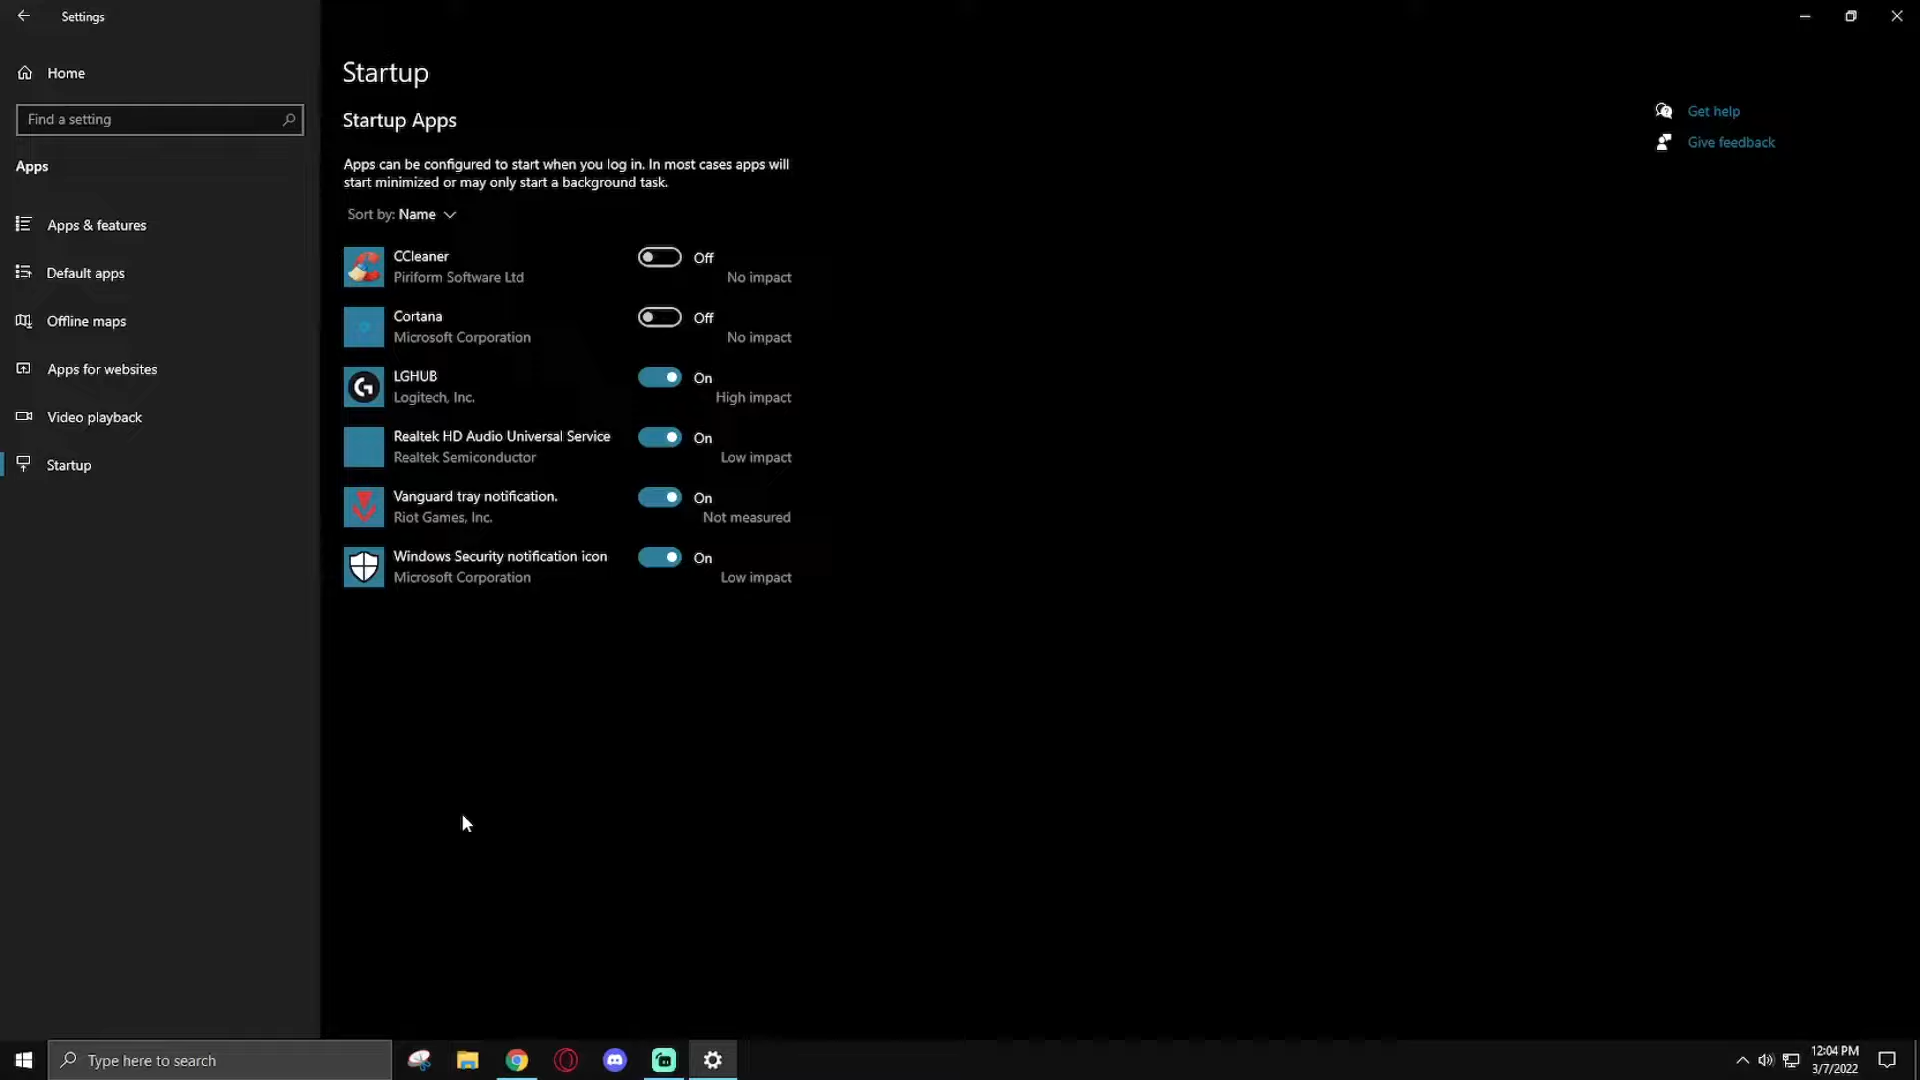 Settings
Home
Find a setting
Apps
Apps & features
Default apps
Offline maps
Apps for websites
Video playback
Startup
Startup
Startup Apps
Apps can be configured to start when you log in. In most cases apps will
start minimized or may only start a background task.
Sort by: Name
CCleaner
Off
Piriform Software Ltd
No impact
Cortana
Off
Microsoft Corporation
No impact
LGHUB
On
Logitech, Inc.
High impact
Realtek HD Audio Universal Service
On
Realtek Semiconductor
Low impact
Vanguard tray notification.
On
Riot Games, Inc.
Not measured
Windows Security notification icon
On
Microsoft Corporation
Low impact
Get help
Give feedback
Type here to search
12:04 PM
3/7/2022